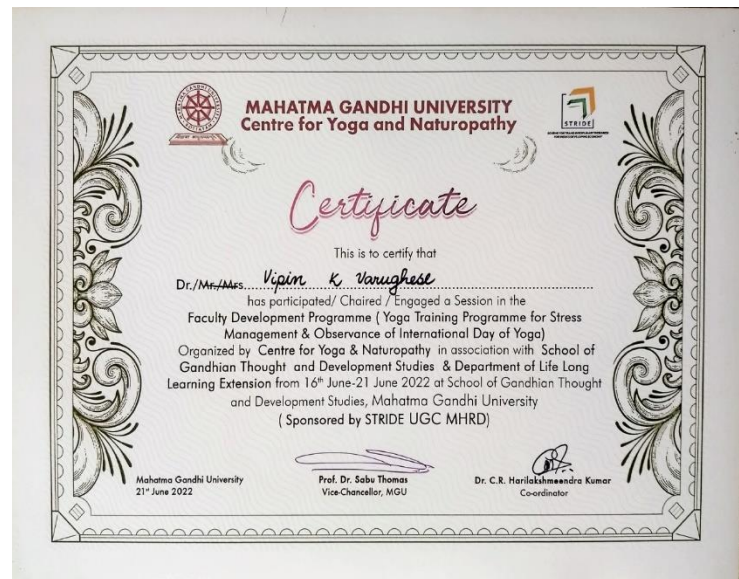 MAHATMA GANDHI UNIVERSITY
Centre for Yoga and Naturopathy
STRIDE
Certificate
This is to certify that
Dr./Mr./Mrs. Vipin K Varughese
has participated/ Chaired / Engaged a Session in the
Faculty Development Programme ( Yoga Training Programme for Stress
Management & Observance of International Day of Yoga)
Organized by Centre for Yoga & Naturopathy in association with School of
Gandhian Thought and Development Studies & Department of Life Long
Learning Extension from 16th June-21 June 2022 at School of Gandhian Thought
and Development Studies, Mahatma Gandhi University
( Sponsored by STRIDE UGC MHRD)
Mahatma Gandhi University
21st June 2022
Prof. Dr. Sabu Thomas
Vice-Chancellor, MGU
Dr. C.R. Harilakshmeendra Kumar
Co-ordinator